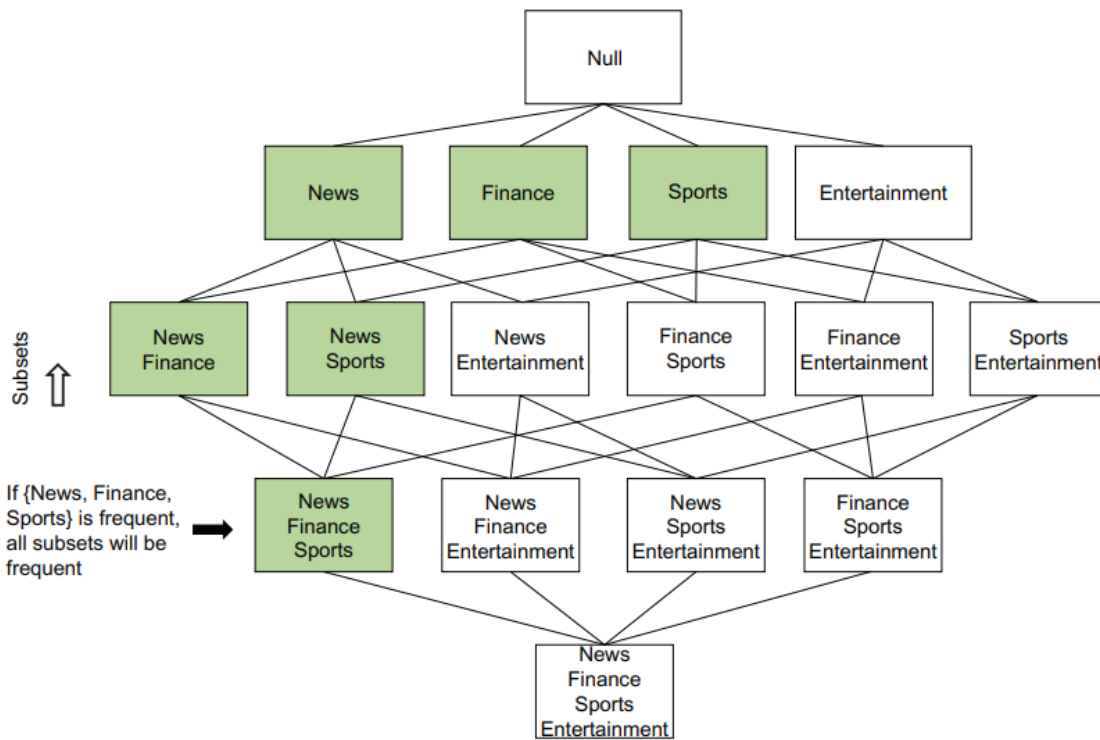 Null
News
Finance
Sports
Entertainment
News
Finance
News
Sports
News
Entertainment
Finance
Sports
Finance
Entertainment
Sports
Entertainment
Subsets
If {News, Finance,
Sports} is frequent,
all subsets will be
frequent
News
Finance
Sports
News
Finance
Entertainment
News
Sports
Entertainment
Finance
Sports
Entertainment
News
Finance
Sports
Entertainment